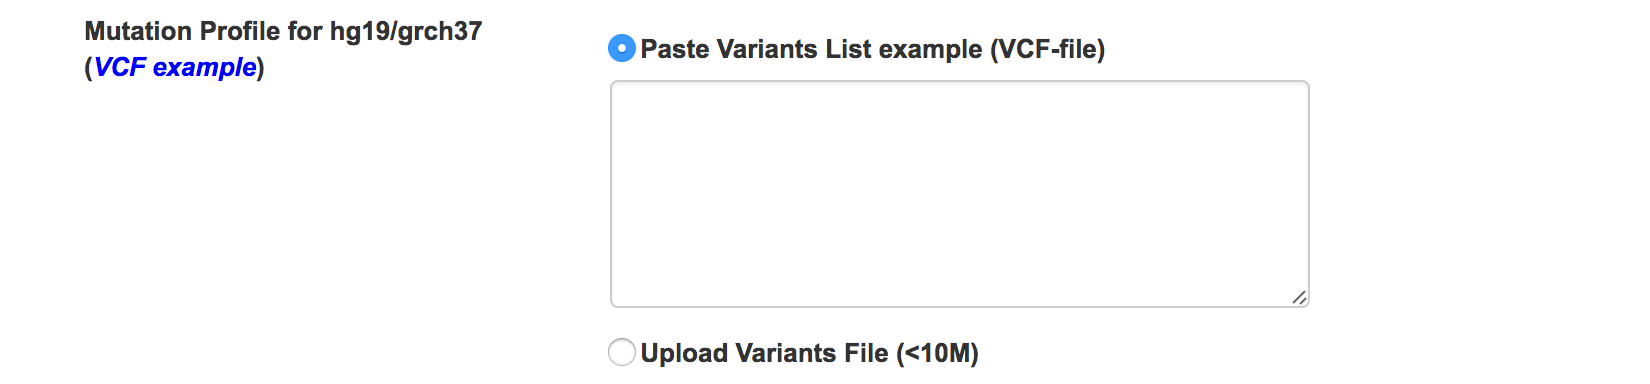 Mutation Profile for hg19/grch37
(VCF example)
Paste Variants List example (VCF-file)
Upload Variants File (<10M)